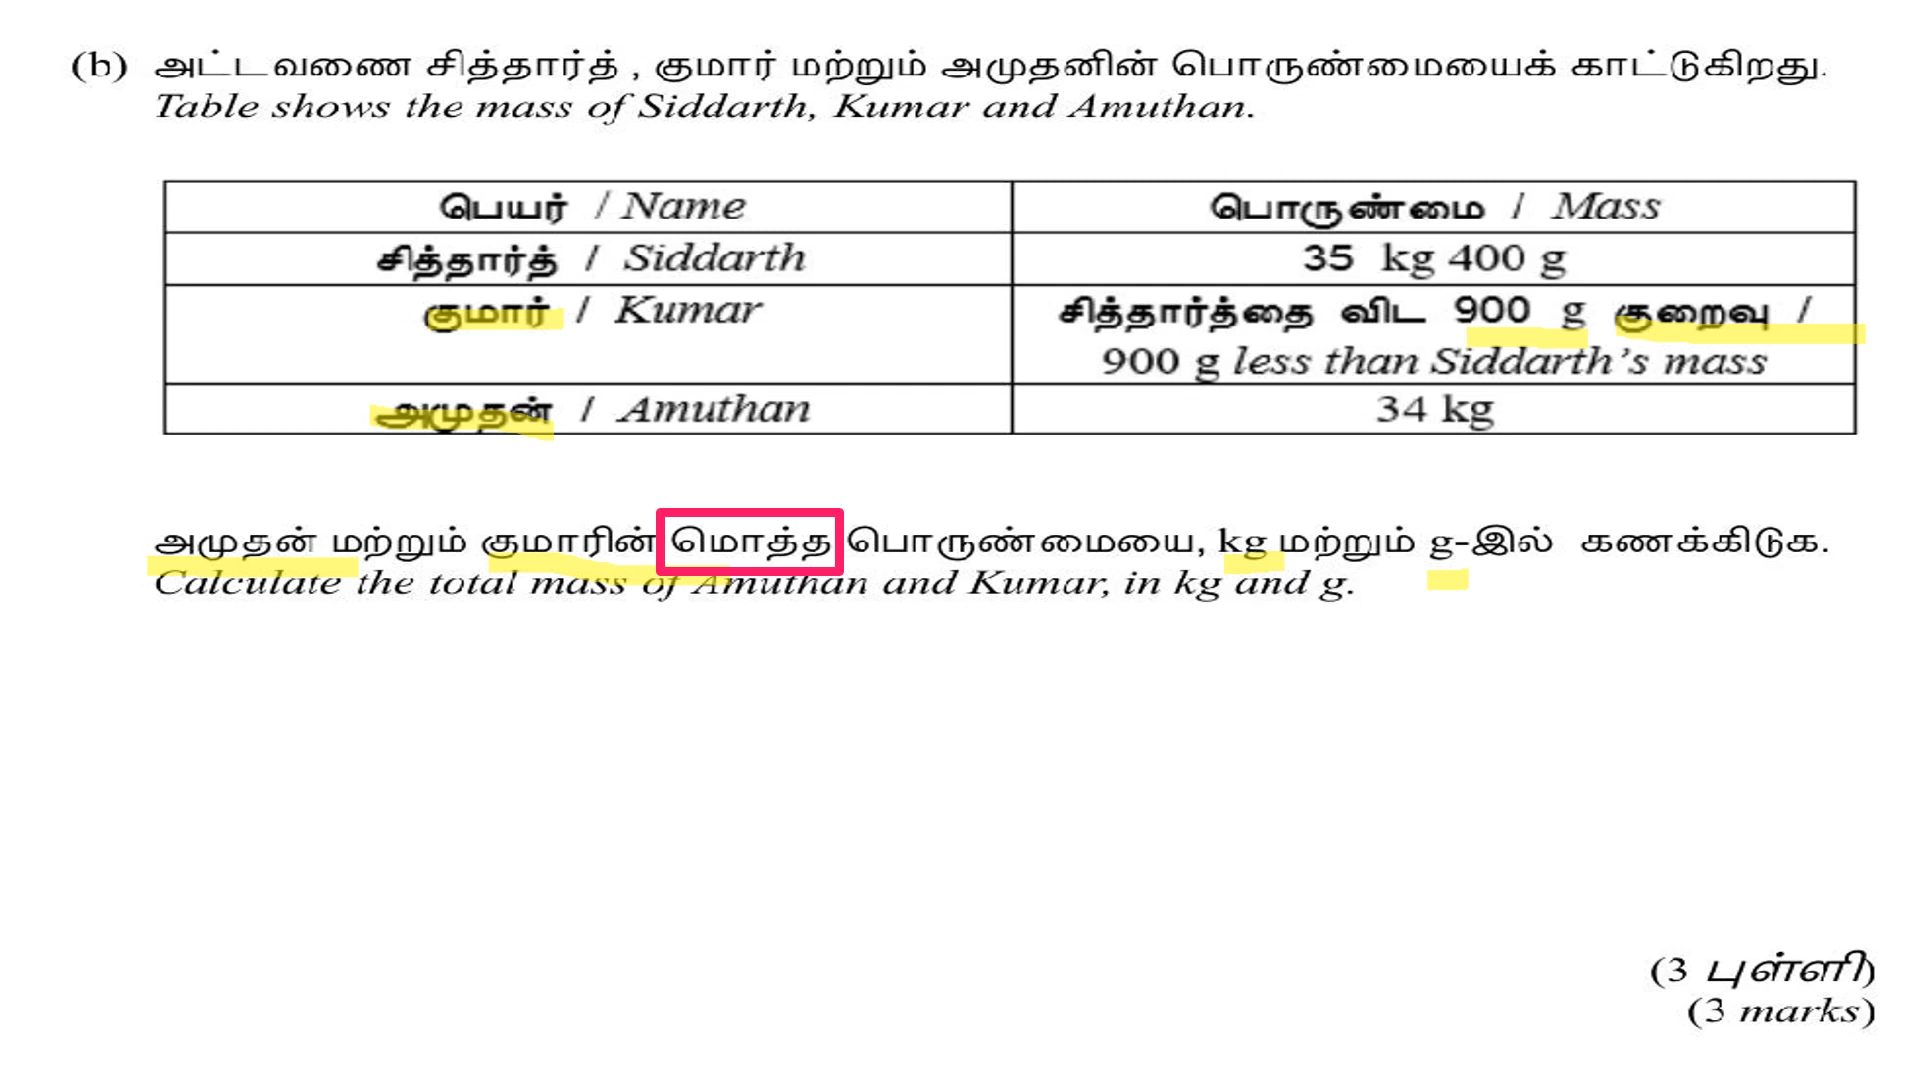 (b) அட்டவணை சித்தார்த் , குமார் மற்றும் அமுதனின் பொருண்மையைக் காட்டுகிறது.
Table shows the mass of Siddarth, Kumar and Amuthan.
பெயர் / Name பொருண்மை / Mass
சித்தார்த் / Siddarth 35 kg 400 g
குமார் / Kumar சித்தார்த்தை விட 900 g குறைவு /
900 g less than Siddarth's mass
அமுதன் / Amuthan 34 kg
அமுதன் மற்றும் குமாரின் மொத்த பொருண்மையை, kg மற்றும் g-இல் கணக்கிடுக.
Calculate the total mass of Amuthan and Kumar, in kg and g.
(3 புள்ளி)
(3 marks)